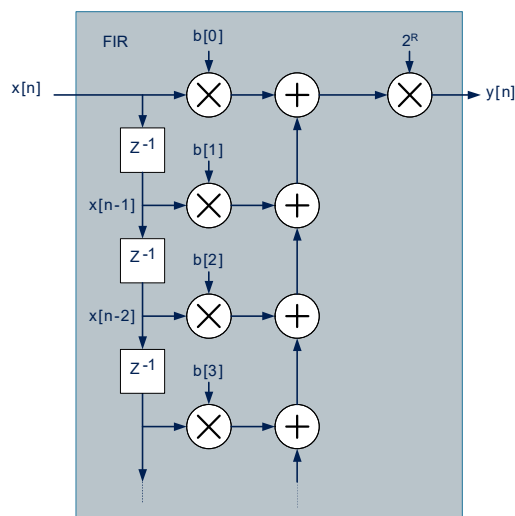 FIR
b[0]
2ᴿ
x[n]
y[n]
Z⁻¹
b[1]
x[n-1]
Z⁻¹
b[2]
x[n-2]
Z⁻¹
b[3]